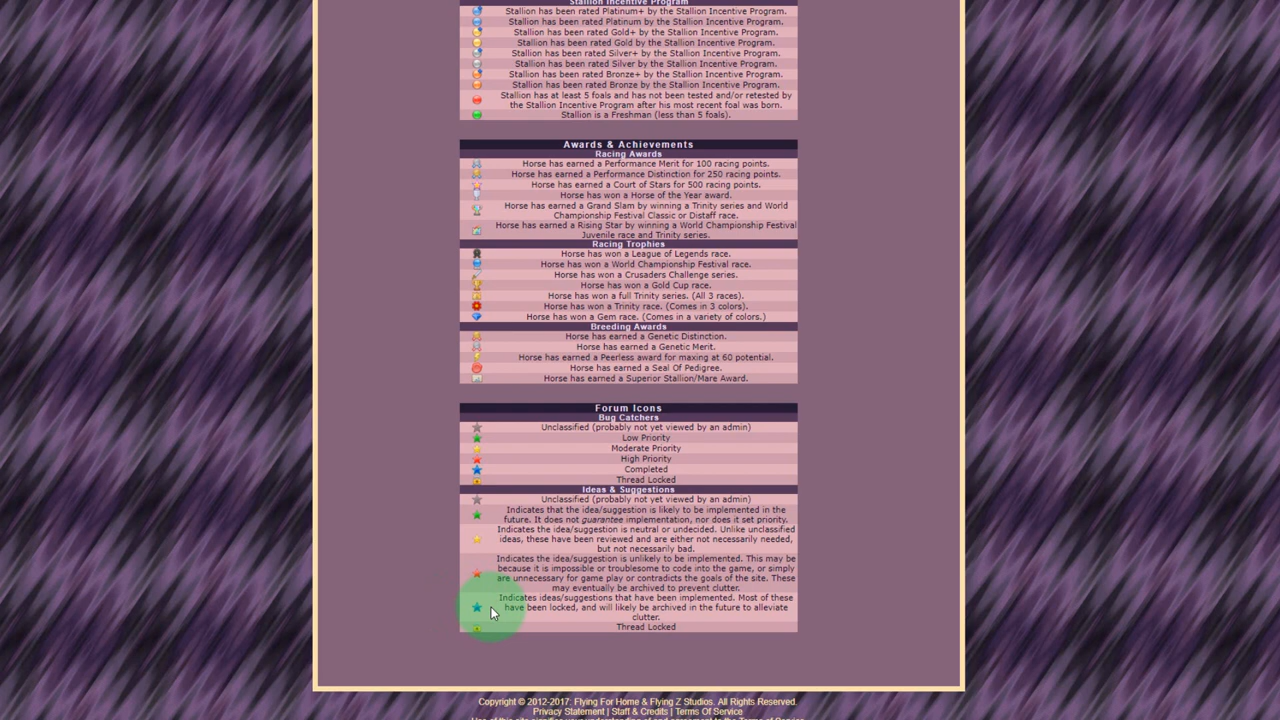 Stallion Incentive Program
Stallion has been rated Platinum+ by the Stallion Incentive Program.
Stallion has been rated Platinum by the Stallion Incentive Program.
Stallion has been rated Gold+ by the Stallion Incentive Program.
Stallion has been rated Gold by the Stallion Incentive Program.
Stallion has been rated Silver+ by the Stallion Incentive Program.
Stallion has been rated Silver by the Stallion Incentive Program.
Stallion has been rated Bronze+ by the Stallion Incentive Program.
Stallion has been rated Bronze by the Stallion Incentive Program.
Stallion has at least 5 foals and has not been tested and/or retested by
the Stallion Incentive Program after his most recent foal was born.
Stallion is a Freshman (less than 5 foals).
Awards & Achievements
Racing Awards
Horse has earned a Performance Merit for 100 racing points.
Horse has earned a Performance Distinction for 250 racing points.
Horse has earned a Court of Stars for 500 racing points.
Horse has won a Horse of the Year award.
Horse has earned a Grand Slam by winning a Trinity series and World
Championship Festival Classic or Distaff race.
Horse has earned a Rising Star by winning a World Championship Festival
Juvenile race and Trinity series.
Racing Trophies
Horse has won a League of Legends race.
Horse has won a World Championship Festival race.
Horse has won a Crusaders Challenge series.
Horse has won a Gold Cup race.
Horse has won a full Trinity series. (All 3 races).
Horse has won a Trinity race. (Comes in 3 colors).
Horse has won a Gem race. (Comes in a variety of colors.)
Breeding Awards
Horse has earned a Genetic Distinction.
Horse has earned a Genetic Merit.
Horse has earned a Peerless award for maxing at 60 potential.
Horse has earned a Seal Of Pedigree.
Horse has earned a Superior Stallion/Mare Award.
Forum Icons
Bug Catchers
Unclassified (probably not yet viewed by an admin)
Low Priority
Moderate Priority
High Priority
Completed
Thread Locked
Ideas & Suggestions
Unclassified (probably not yet viewed by an admin)
Indicates that the idea/suggestion is likely to be implemented in the
future. It does not guarantee implementation, nor does it set priority.
Indicates the idea/suggestion is neutral or undecided. Unlike unclassified
ideas, these have been reviewed and are either not necessarily needed,
but not necessarily bad.
Indicates the idea/suggestion is unlikely to be implemented. This may be
because it is impossible or troublesome to code into the game, or simply
are unnecessary for game play or contradicts the goals of the site. These
may eventually be archived to prevent clutter.
Indicates ideas/suggestions that have been implemented. Most of these
have been locked, and will likely be archived in the future to alleviate
clutter.
Thread Locked
Copyright © 2012-2017: Flying For Home & Flying Z Studios. All Rights Reserved.
Privacy Statement | Staff & Credits | Terms Of Service
Use of this site signifies your understanding of and agreement to the Terms of Service